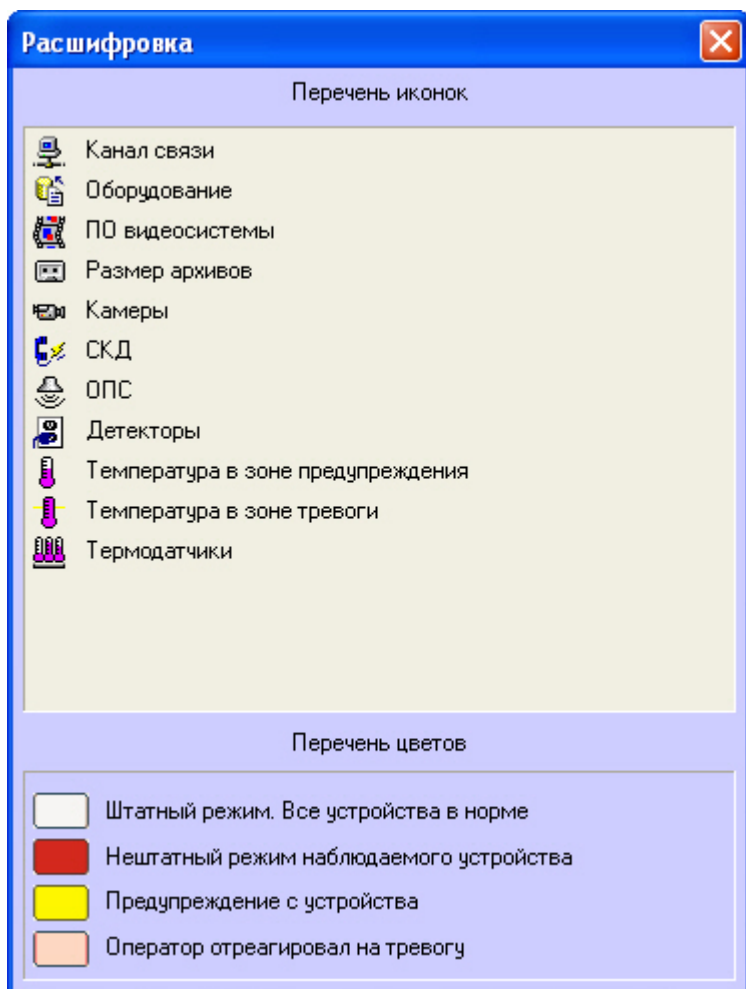 Расшифровка
Перечень иконок
Канал связи
Оборудование
ПО видеосистемы
Размер архивов
Камеры
СКД
ОПС
Детекторы
Температура в зоне предупреждения
Температура в зоне тревоги
Термодатчики
Перечень цветов
Штатный режим. Все устройства в норме
Нештатный режим наблюдаемого устройства
Предупреждение с устройства
Оператор отреагировал на тревогу